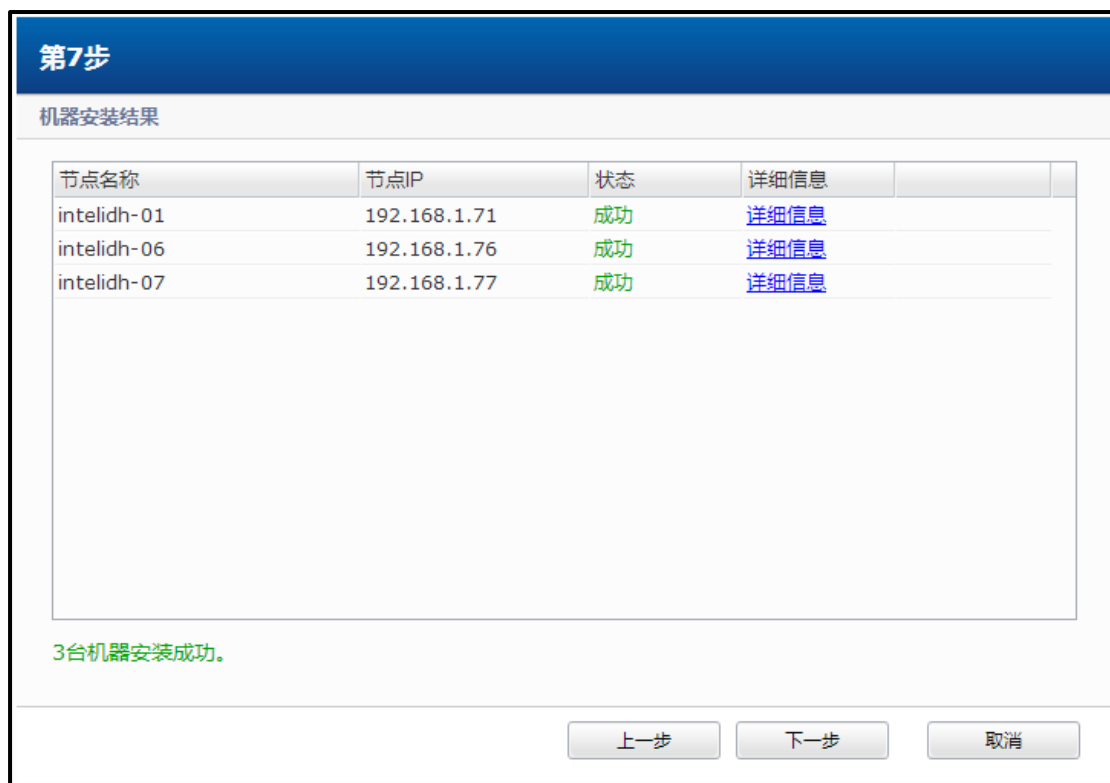 第7步
机器安装结果
节点名称 节点IP 状态 详细信息
intelidh-01 192.168.1.71 成功 详细信息
intelidh-06 192.168.1.76 成功 详细信息
intelidh-07 192.168.1.77 成功 详细信息
3台机器安装成功。
上一步 下一步 取消